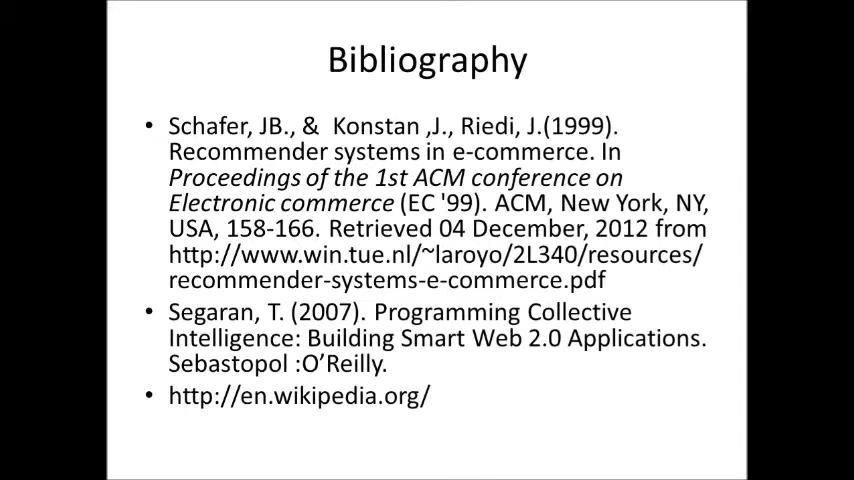 Bibliography
• Schafer, JB., &  Konstan ,J., Riedi, J.(1999).
Recommender systems in e-commerce. In
Proceedings of the 1st ACM conference on
Electronic commerce (EC '99). ACM, New York, NY,
USA, 158-166. Retrieved 04 December, 2012 from
http://www.win.tue.nl/~laroyo/2L340/resources/
recommender-systems-e-commerce.pdf
• Segaran, T. (2007). Programming Collective
Intelligence: Building Smart Web 2.0 Applications.
Sebastopol :O’Reilly.
• http://en.wikipedia.org/